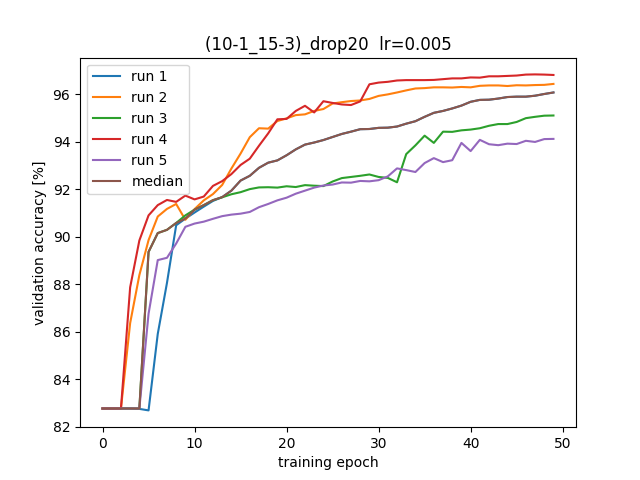 (10-1_15-3)_drop20  lr=0.005
run 1
run 2
run 3
run 4
run 5
median
validation accuracy [%]
96
94
92
90
88
86
84
82
0 10 20 30 40 50
training epoch